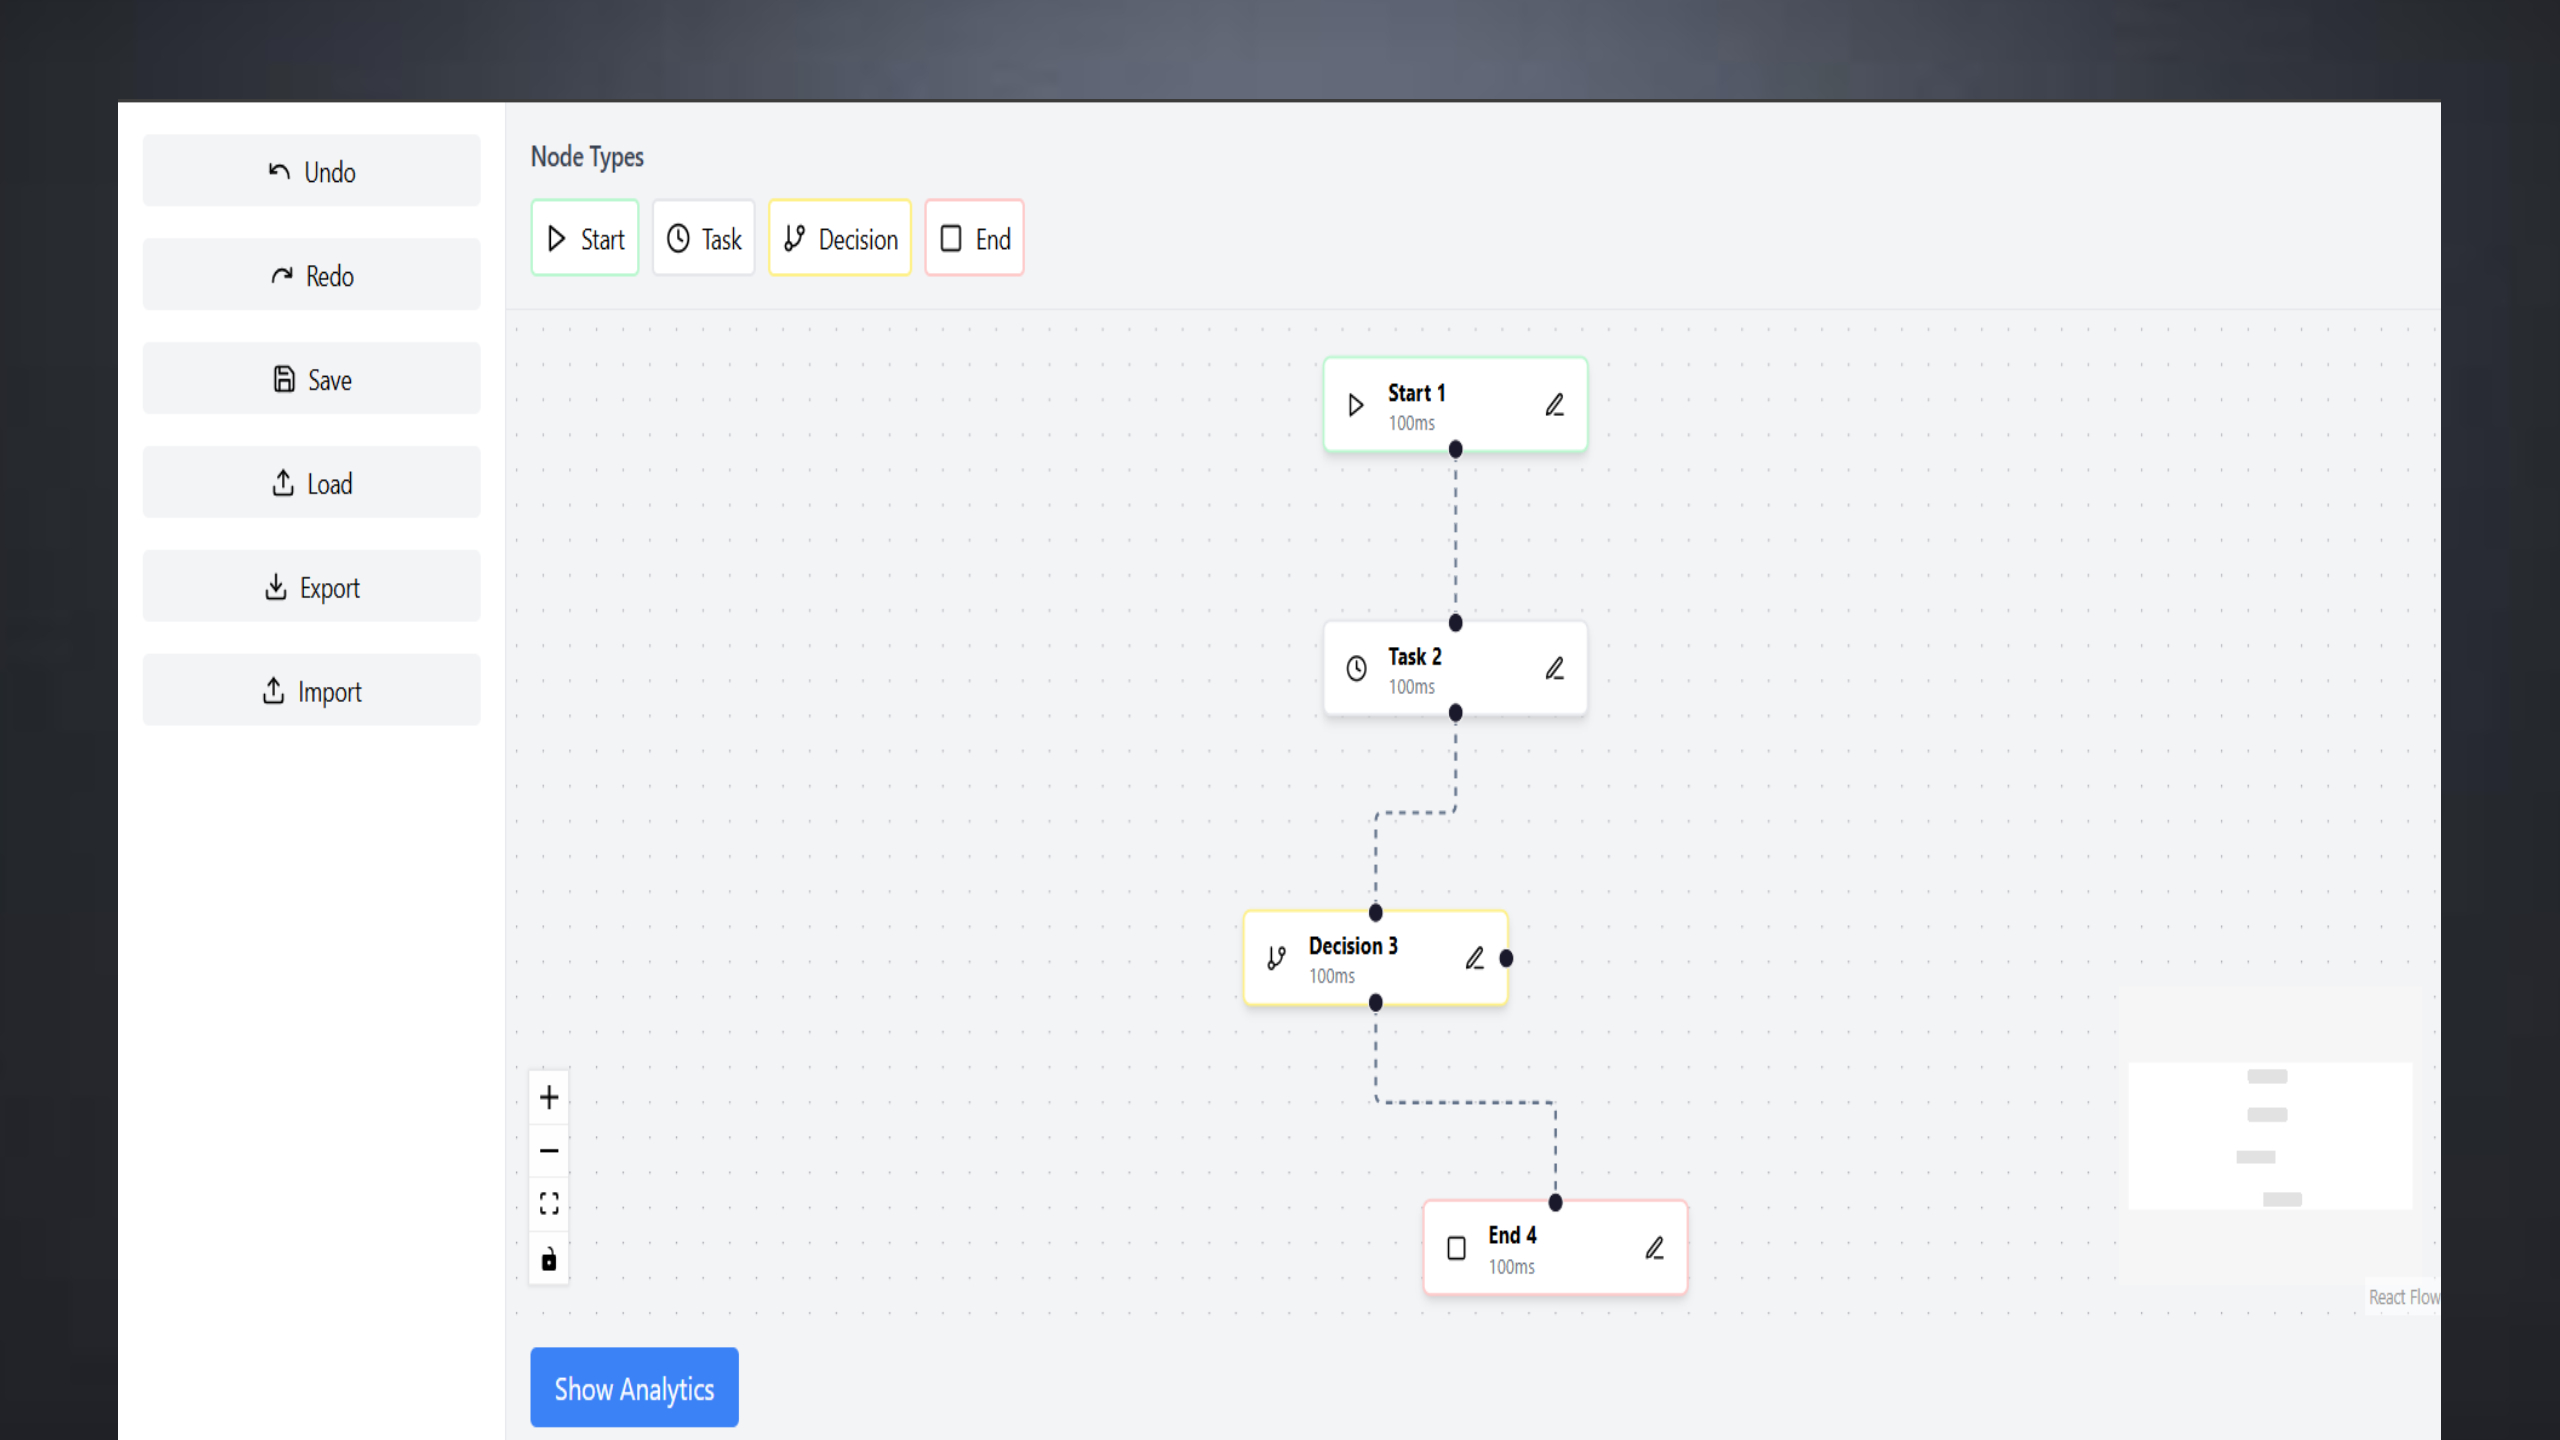 Undo
Redo
Save
Load
Export
Import
Node Types
Start
Task
Decision
End
Start 1
100ms
Task 2
100ms
Decision 3
100ms
End 4
100ms
React Flow
Show Analytics